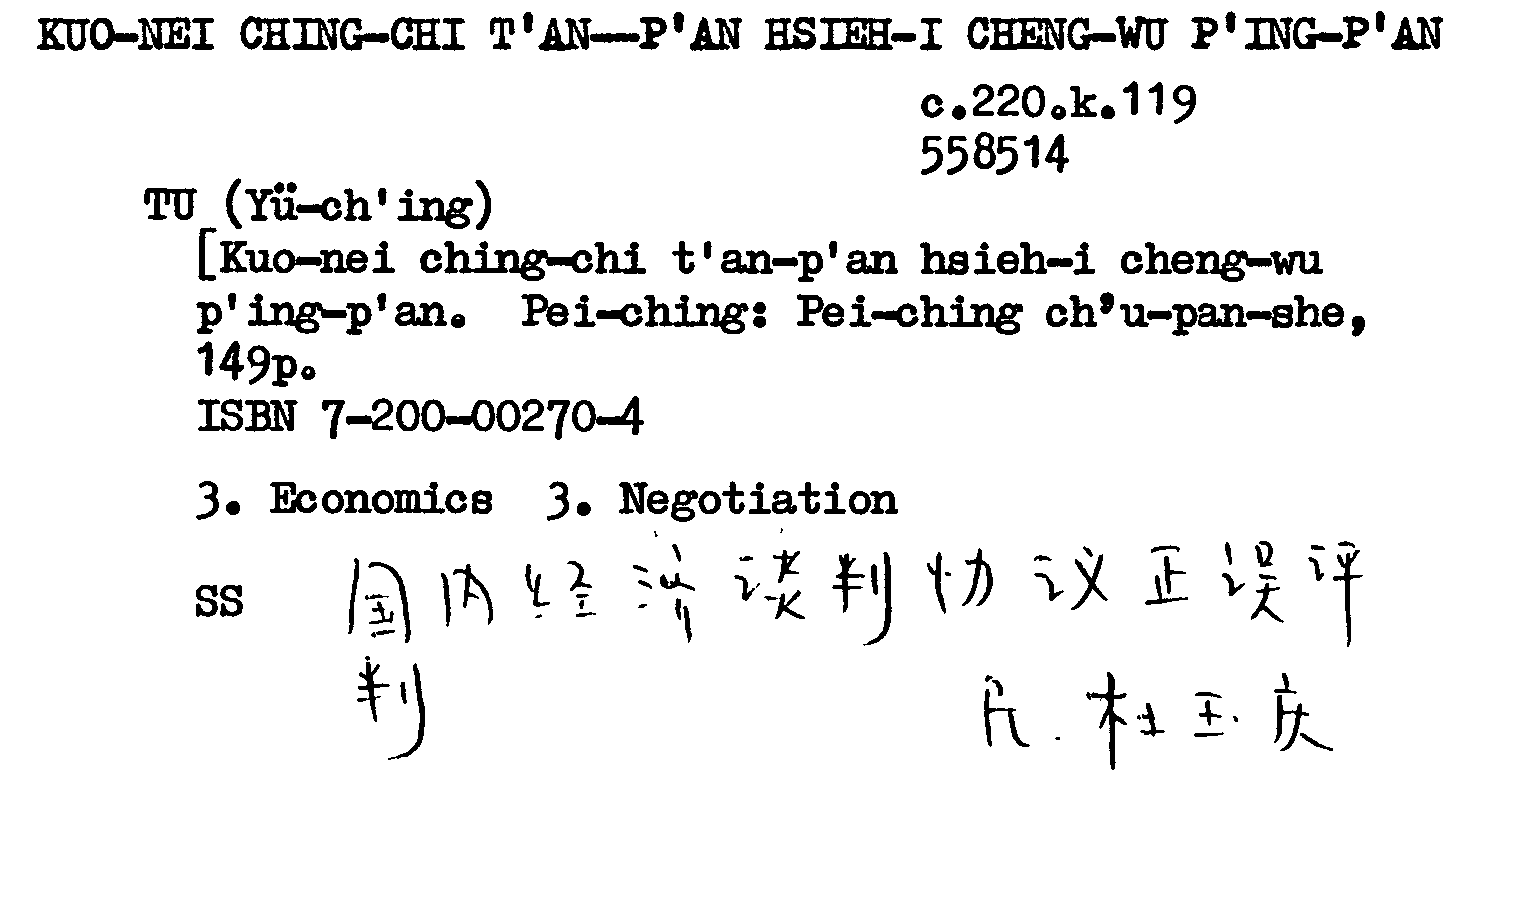 KUO-NEI CHING-CHI T'AN--P'AN HSIEH-I CHENG-WU P'ING-P'AN
c.220.k.119
558514
TU (Yü-ch'ing)
[Kuo-nei ching-chi t'an-p'an hsieh-i cheng-wu
p'ing-p'an. Pei-ching: Pei-ching ch'u-pan-she,
149p.
ISBN 7-200-00270-4
3. Economics 3. Negotiation
SS 国内经济谈判协议正误评
判
杜玉庆